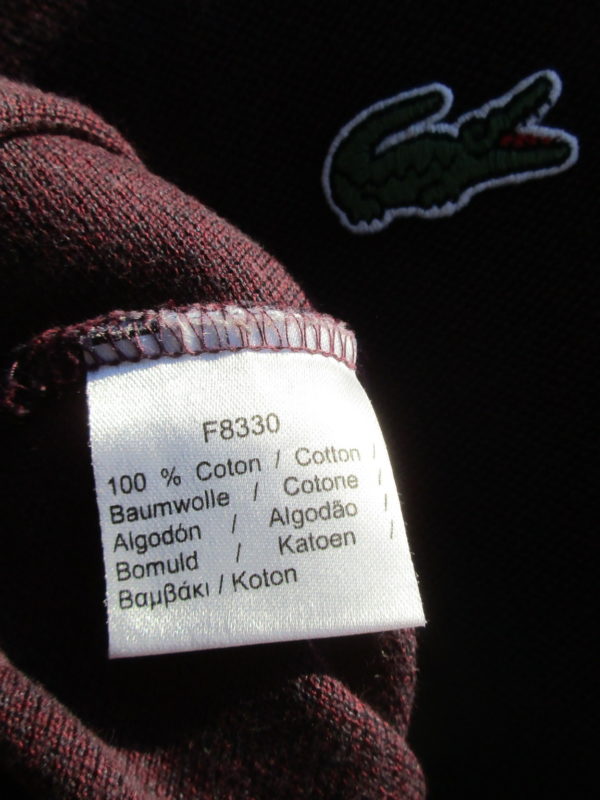 F8330
100 % Coton / Cotton /
Baumwolle / Cotone /
Algodón / Algodão /
Bomuld / Katoen /
Βαμβάκι / Koton